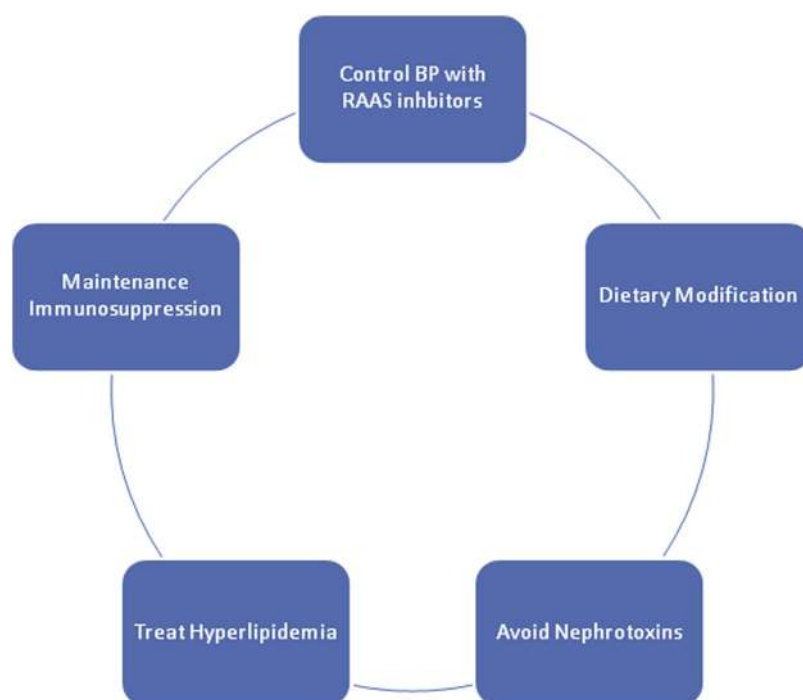 Control BP with
RAAS inhbitors
Maintenance
Immunosuppression
Dietary Modification
Treat Hyperlipidemia
Avoid Nephrotoxins